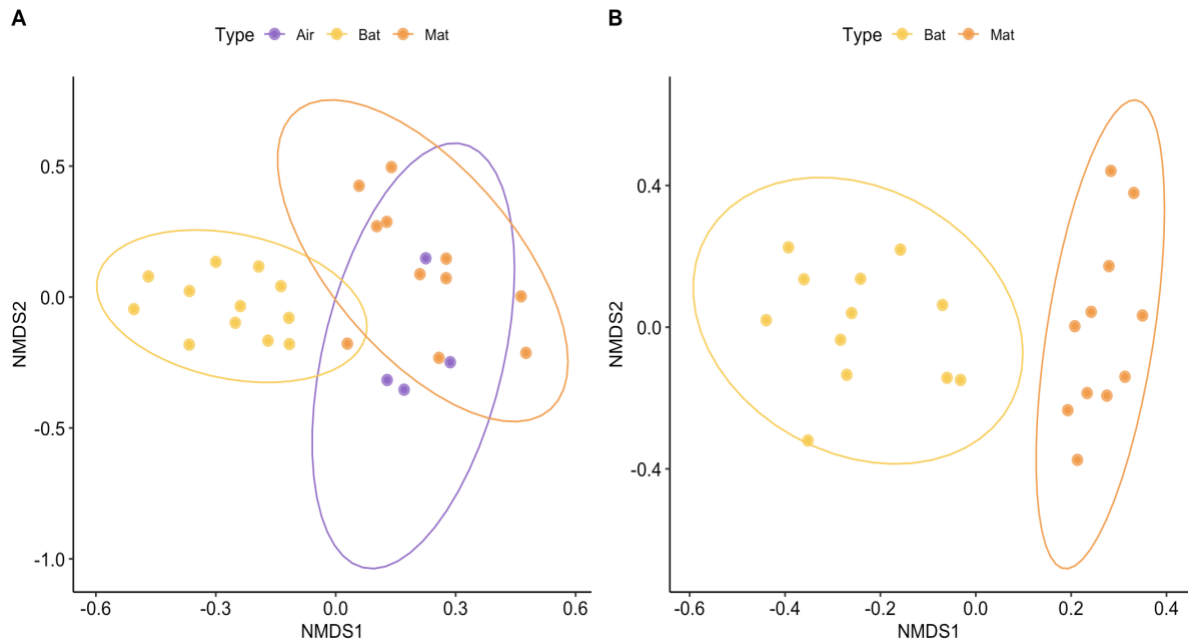 A
Type Air Bat Mat
0.5
0.0
-0.5
-1.0
NMDS2
-0.6 -0.3 0.0 0.3 0.6
NMDS1
B
Type Bat Mat
0.4
0.0
-0.4
NMDS2
-0.6 -0.4 -0.2 0.0 0.2 0.4
NMDS1